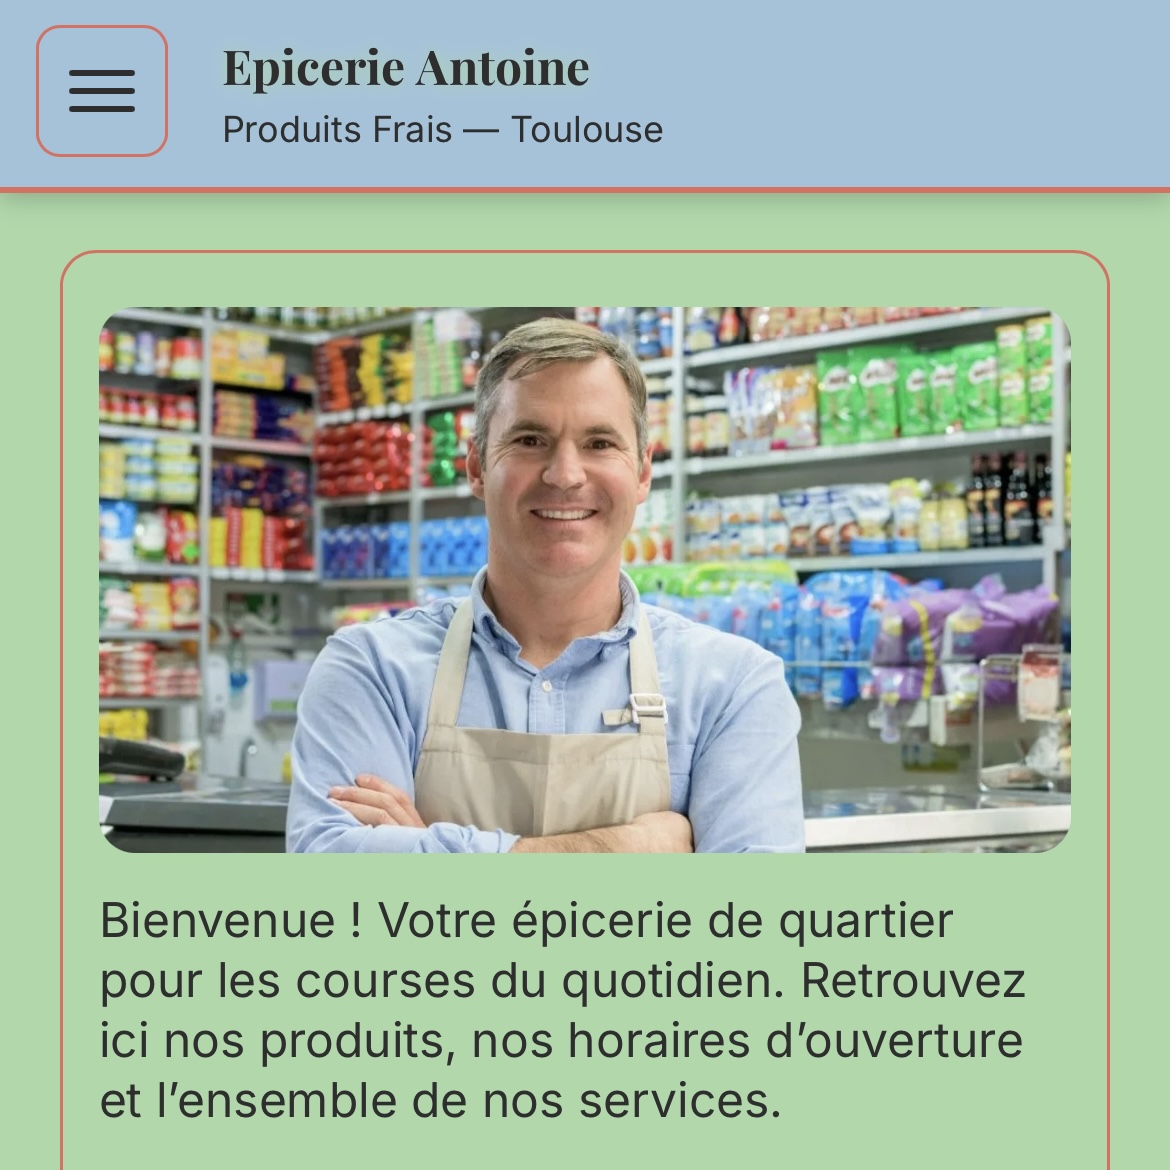 Epicerie Antoine
Produits Frais — Toulouse
Bienvenue ! Votre épicerie de quartier
pour les courses du quotidien. Retrouvez
ici nos produits, nos horaires d’ouverture
et l’ensemble de nos services.